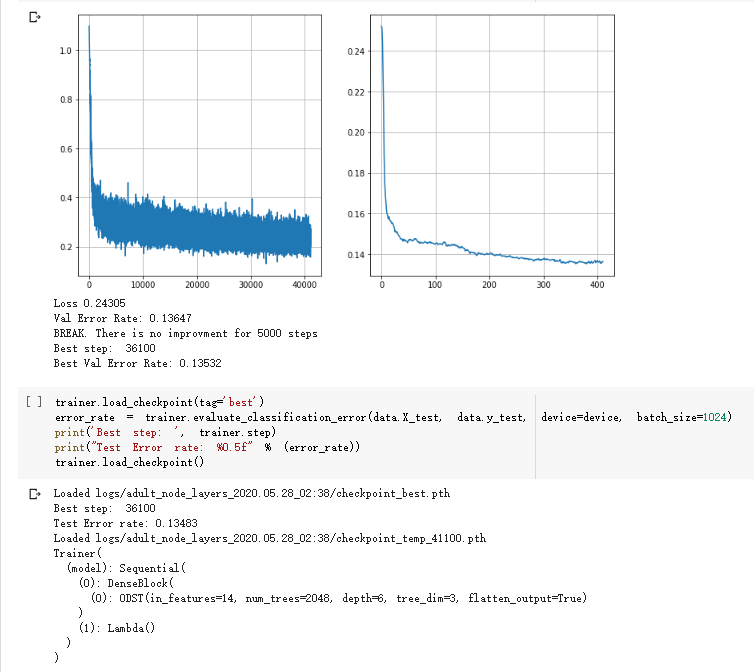 1.0
0.8
0.6
0.4
0.2
0 10000 20000 30000 40000
0.24
0.22
0.20
0.18
0.16
0.14
0 100 200 300 400
Loss 0.24305
Val Error Rate: 0.13647
BREAK. There is no improvment for 5000 steps
Best step: 36100
Best Val Error Rate: 0.13532
[ ] trainer.load_checkpoint(tag='best')
error_rate = trainer.evaluate_classification_error(data.X_test, data.y_test, device=device, batch_size=1024)
print('Best step: ', trainer.step)
print("Test Error rate: %0.5f" % (error_rate))
trainer.load_checkpoint()
Loaded logs/adult_node_layers_2020.05.28_02:38/checkpoint_best.pth
Best step: 36100
Test Error rate: 0.13483
Loaded logs/adult_node_layers_2020.05.28_02:38/checkpoint_temp_41100.pth
Trainer(
(model): Sequential(
(0): DenseBlock(
(0): ODST(in_features=14, num_trees=2048, depth=6, tree_dim=3, flatten_output=True)
)
(1): Lambda()
)
)